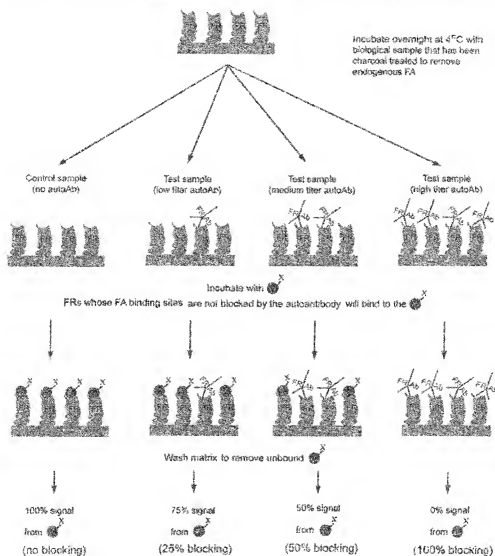 Incubate overnight at 4°C with
biological sample that has been
charcoal treated to remove
endogenous FA
Control sample
(no autoAb)
Test sample
(low titer autoAb)
Test sample
(medium titer autoAb)
Test sample
(high titer autoAb)
Incubate with X
FRs whose FA binding sites are not blocked by the autoantibody will bind to the X
X X X X
X X X
X X
Wash matrix to remove unbound X
100% signal
from X
(no blocking)
75% signal
from X
(25% blocking)
50% signal
from X
(50% blocking)
0% signal
from X
(100% blocking)